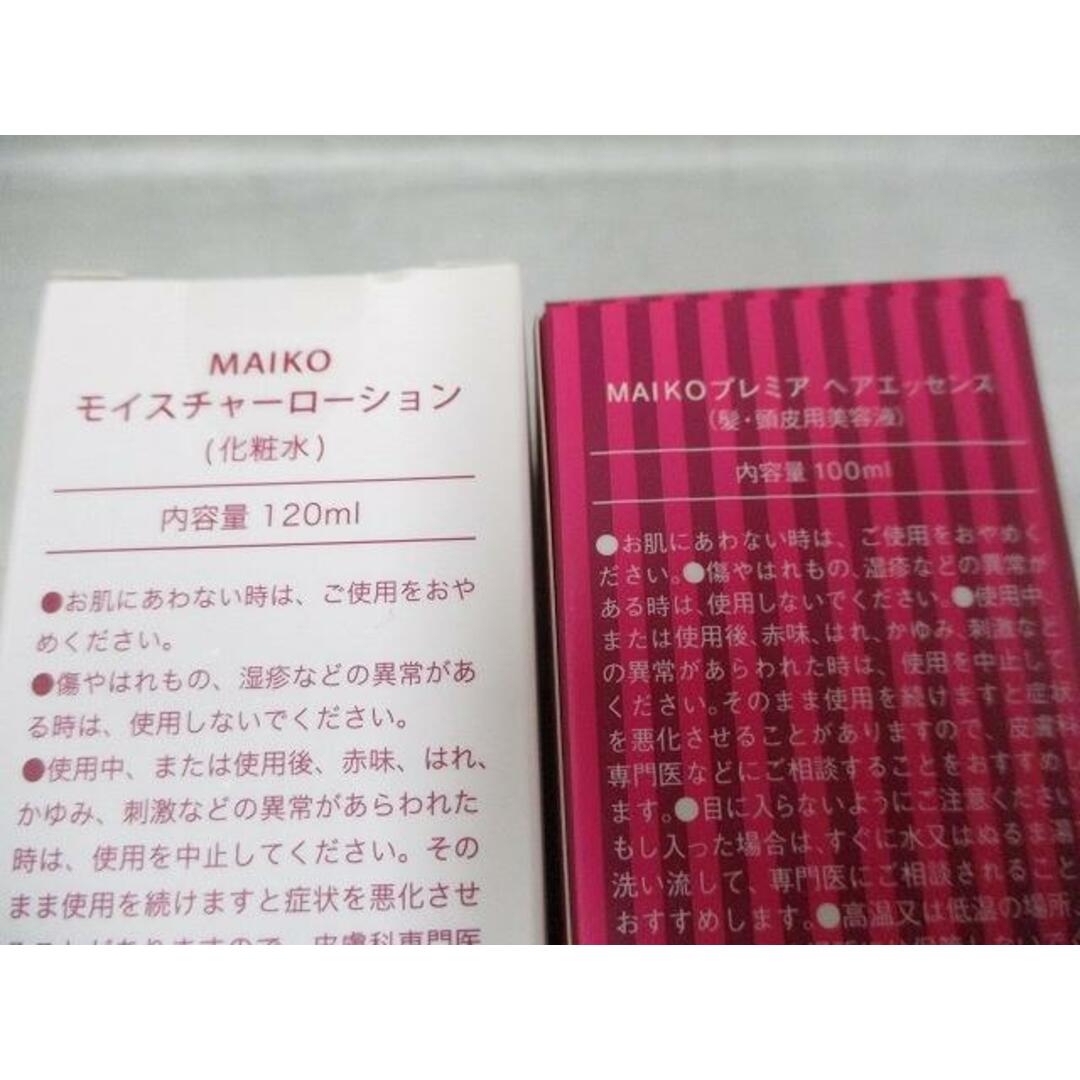 MAIKO
モイスチャーローション
(化粧水)
内容量 120ml
●お肌にあわない時は、ご使用をおや
めください。
●傷やはれもの、湿疹などの異常があ
る時は、使用しないでください。
●使用中、または使用後、赤味、はれ、
かゆみ、刺激などの異常があらわれた
時は、使用を中止してください。その
まま使用を続けますと症状を悪化させ
ることがありますので、皮膚科専門医
MAIKOプレミア ヘアエッセンス
(髪・頭皮用美容液)
内容量 100ml
●お肌にあわない時は、ご使用をおやめく
ださい。●傷やはれもの、湿疹などの異常が
ある時は、使用しないでください。●使用中、
または使用後、赤味、はれ、かゆみ、刺激など
の異常があらわれた時は、使用を中止して
ください。そのまま使用を続けますと症状
を悪化させることがありますので、皮膚科
専門医などにご相談することをおすすめし
ます。●目に入らないようにご注意ください
もし入った場合は、すぐに水又はぬるま湯
洗い流して、専門医にご相談されること
おすすめします。●高温又は低温の場所、